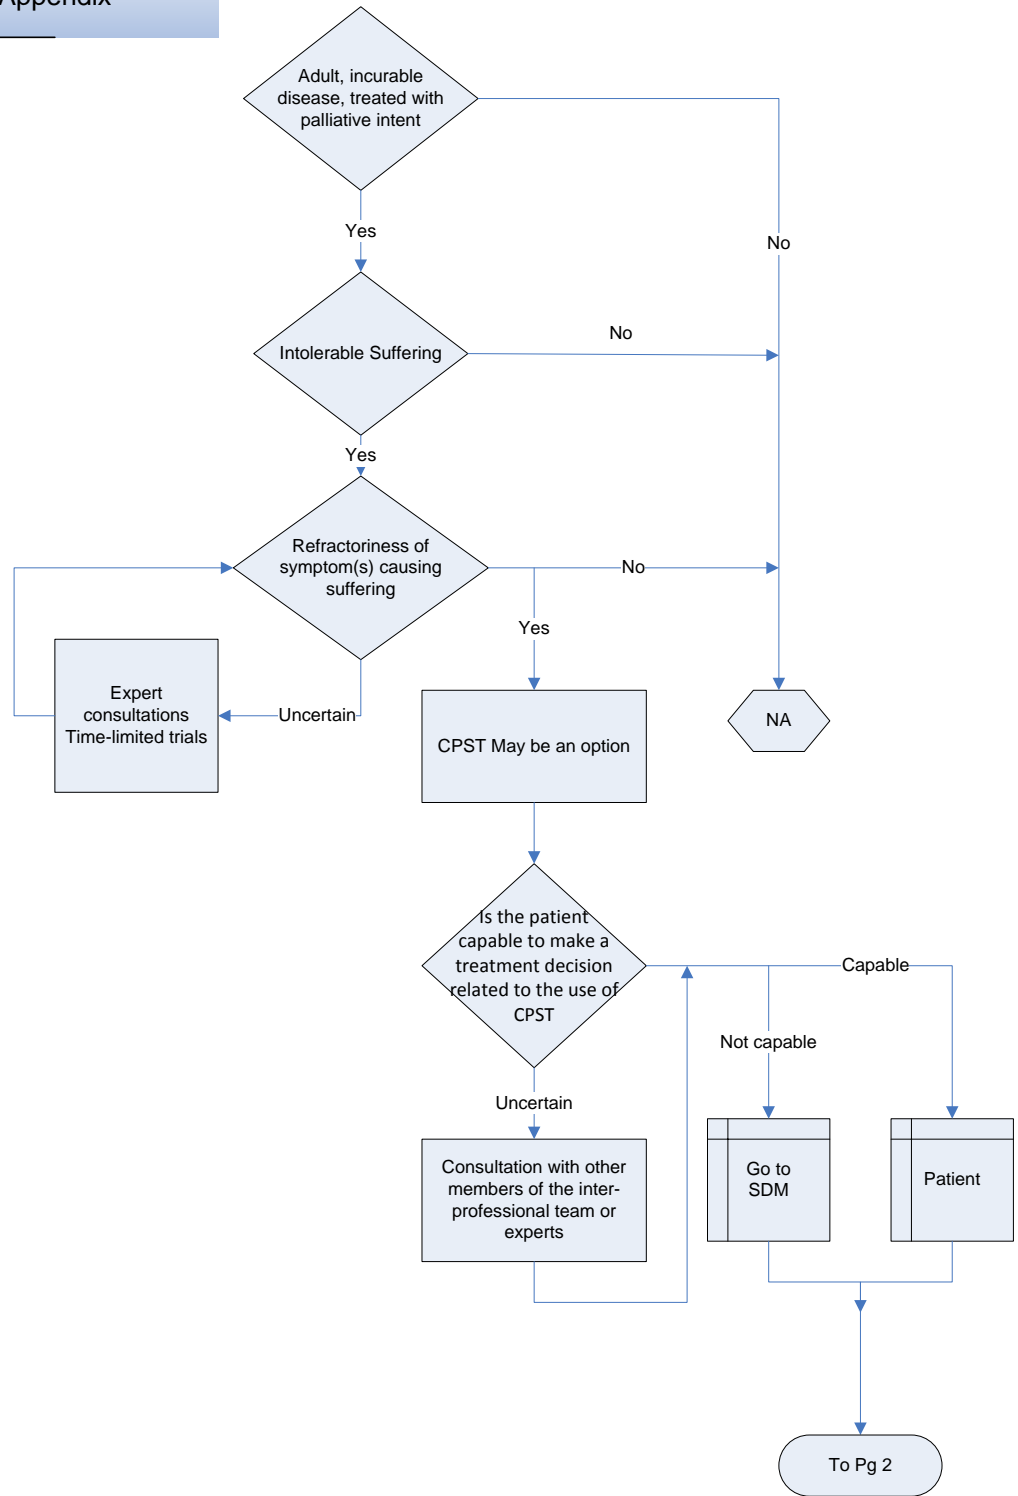 Appendix
Adult, incurable
disease, treated with
palliative intent
Yes
No
Intolerable Suffering
No
Yes
Refractoriness of
symptom(s) causing
suffering
No
Yes
Uncertain
Expert
consultations
Time-limited trials
CPST May be an option
NA
Is the patient
capable to make a
treatment decision
related to the use of
CPST
Capable
Not capable
Uncertain
Consultation with other
members of the inter-
professional team or
experts
Go to
SDM
Patient
To Pg 2